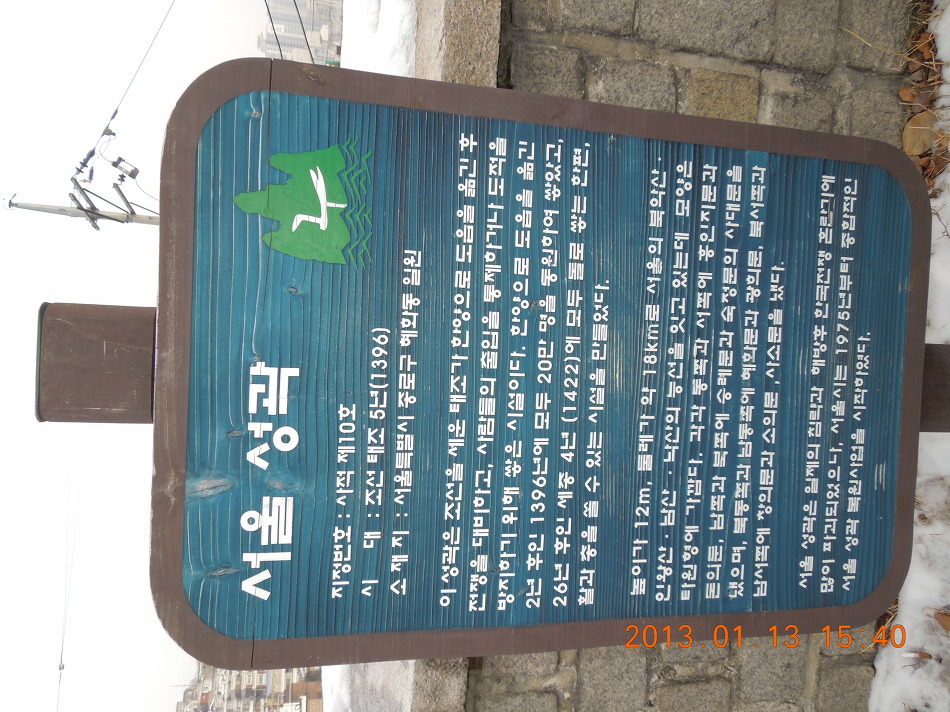 서울 성곽
지정번호 : 사적 제10호
시 대 : 조선 태조 5년(1396)
소 재 지 : 서울특별시 종로구 혜화동 일원
이 성곽은 조선을 세운 태조가 한양으로 도읍을 옮긴 후
전쟁을 대비하고, 사람들의 출입을 통제하거나 도적을
방지하기 위해 쌓은 시설이다. 한양으로 도읍을 옮긴
2년 후인 1396년에 모두 20만 명을 동원하여 쌓았고,
26년 후인 세종 4년 (1422)에 모두 돌로 쌓는 한편,
활과 총을 쏠 수 있는 시설을 만들었다.
높이가 12m, 둘레가 약 18km로 서울의 북악산·
인왕산·남산·낙산의 능선을 잇고 있는데 모양은
타원형에 가깝다. 각각 동쪽과 서쪽에 흥인지문과
돈의문, 남쪽과 북쪽에 숭례문과 숙정문의 사대문을
냈으며, 북동쪽과 남동쪽에 혜화문과 광희문, 북서쪽과
남서쪽에 창의문과 소의문, 사소문을 냈다.
서울 성곽은 일제의 침략과 해방후 한국전쟁 혼란기에
많이 파괴되었으나, 서울시는 1975년부터 종합적인
서울 성곽 복원사업을 시작하였다.
2013.01.13 15:40